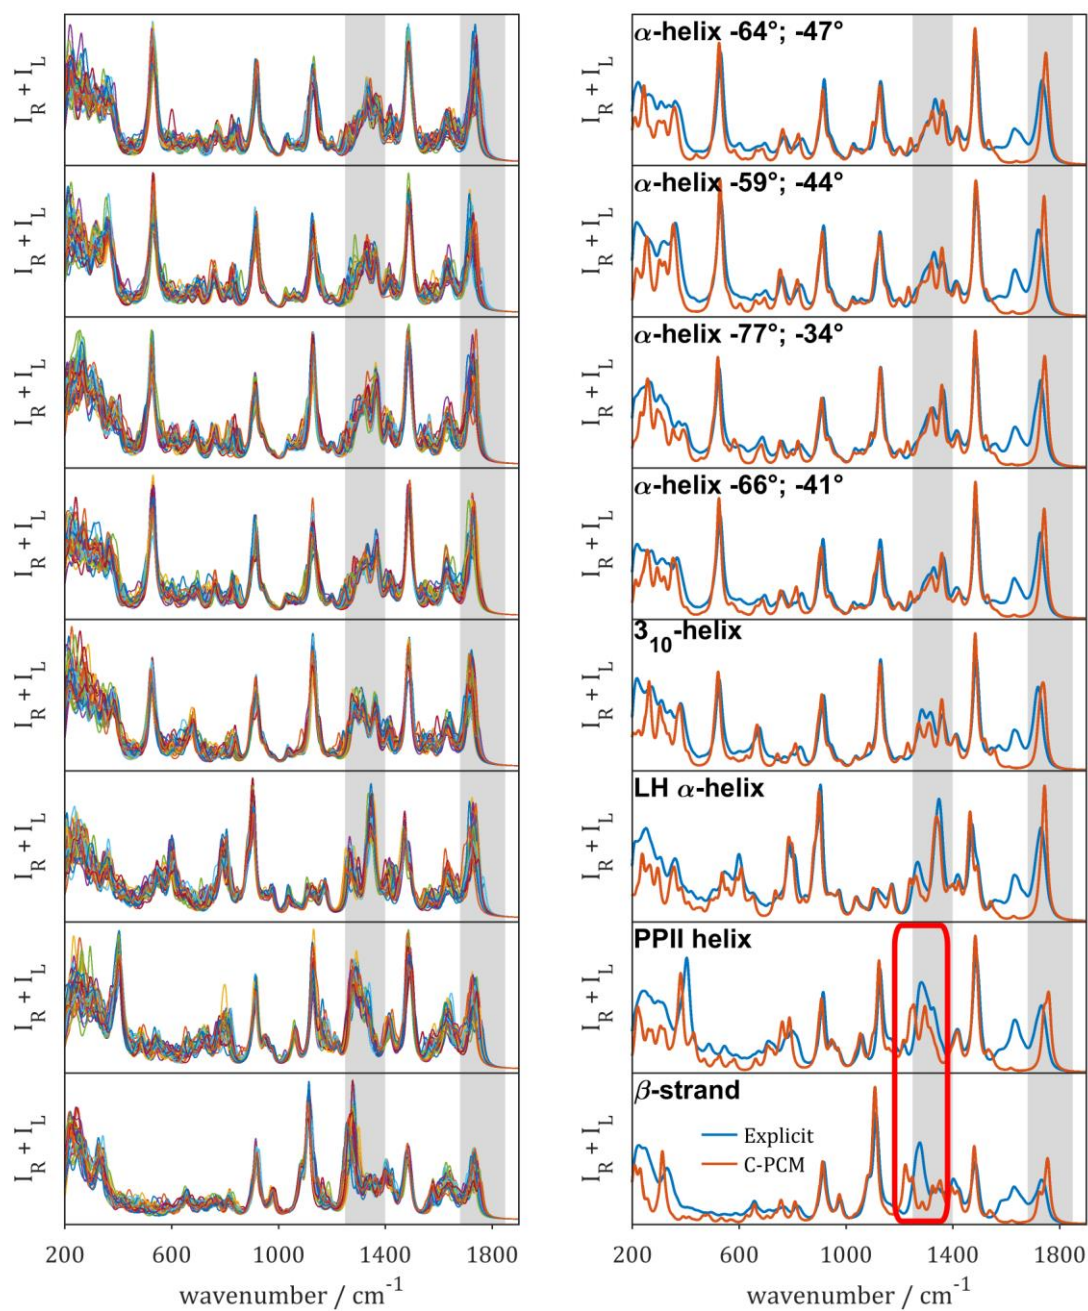 I_R + I_L
α-helix -64°; -47°
I_R + I_L
I_R + I_L
α-helix -59°; -44°
I_R + I_L
I_R + I_L
α-helix -77°; -34°
I_R + I_L
I_R + I_L
α-helix -66°; -41°
I_R + I_L
I_R + I_L
3_10-helix
I_R + I_L
I_R + I_L
LH α-helix
I_R + I_L
I_R + I_L
PPII helix
I_R + I_L
I_R + I_L
β-strand
I_R + I_L
Explicit
C-PCM
200 600 1000 1400 1800
200 600 1000 1400 1800
wavenumber / cm^-1
wavenumber / cm^-1